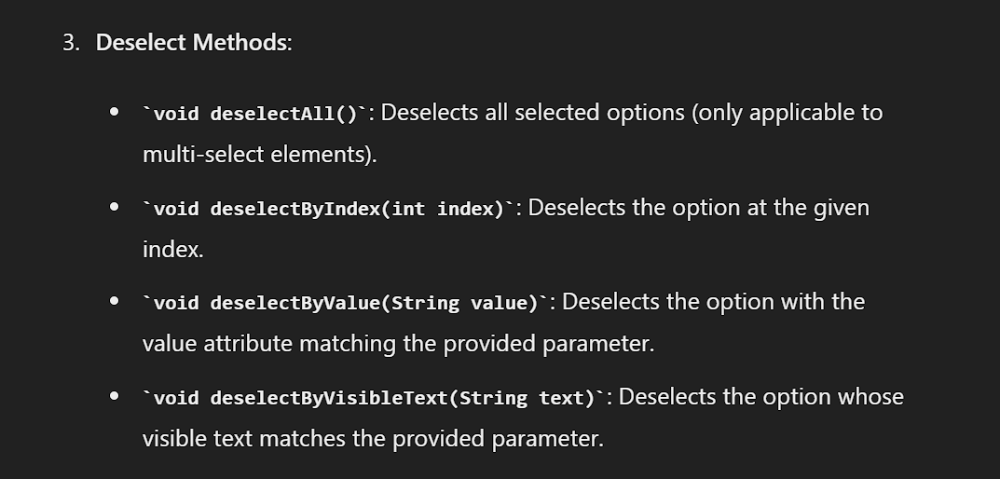 3. Deselect Methods:
• `void deselectAll()`: Deselects all selected options (only applicable to
multi-select elements).
• `void deselectByIndex(int index)`: Deselects the option at the given
index.
• `void deselectByValue(String value)`: Deselects the option with the
value attribute matching the provided parameter.
• `void deselectByVisibleText(String text)`: Deselects the option whose
visible text matches the provided parameter.